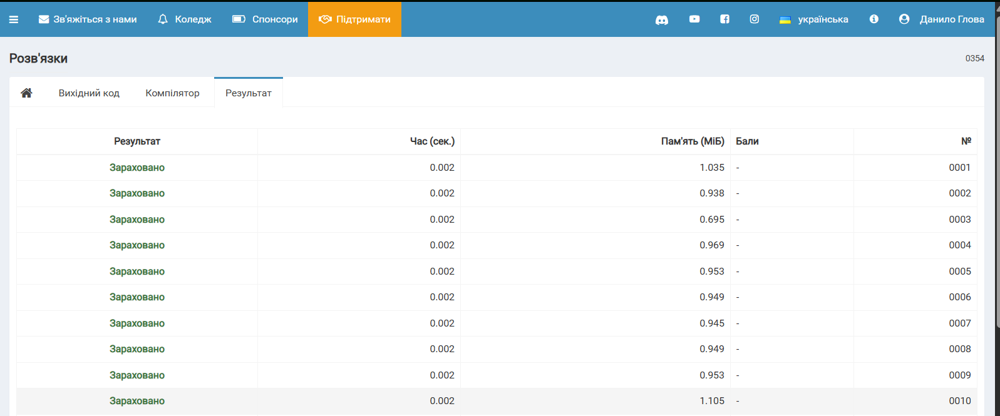 Зв'яжіться з нами Коледж Спонсори Підтримати українська Данило Глова
Розв'язки 0354
Вихідний код Компілятор Результат
Результат Час (сек.) Пам'ять (МіБ) Бали №
Зараховано 0.002 1.035 - 0001
Зараховано 0.002 0.938 - 0002
Зараховано 0.002 0.695 - 0003
Зараховано 0.002 0.969 - 0004
Зараховано 0.002 0.953 - 0005
Зараховано 0.002 0.949 - 0006
Зараховано 0.002 0.945 - 0007
Зараховано 0.002 0.949 - 0008
Зараховано 0.002 0.953 - 0009
Зараховано 0.002 1.105 - 0010